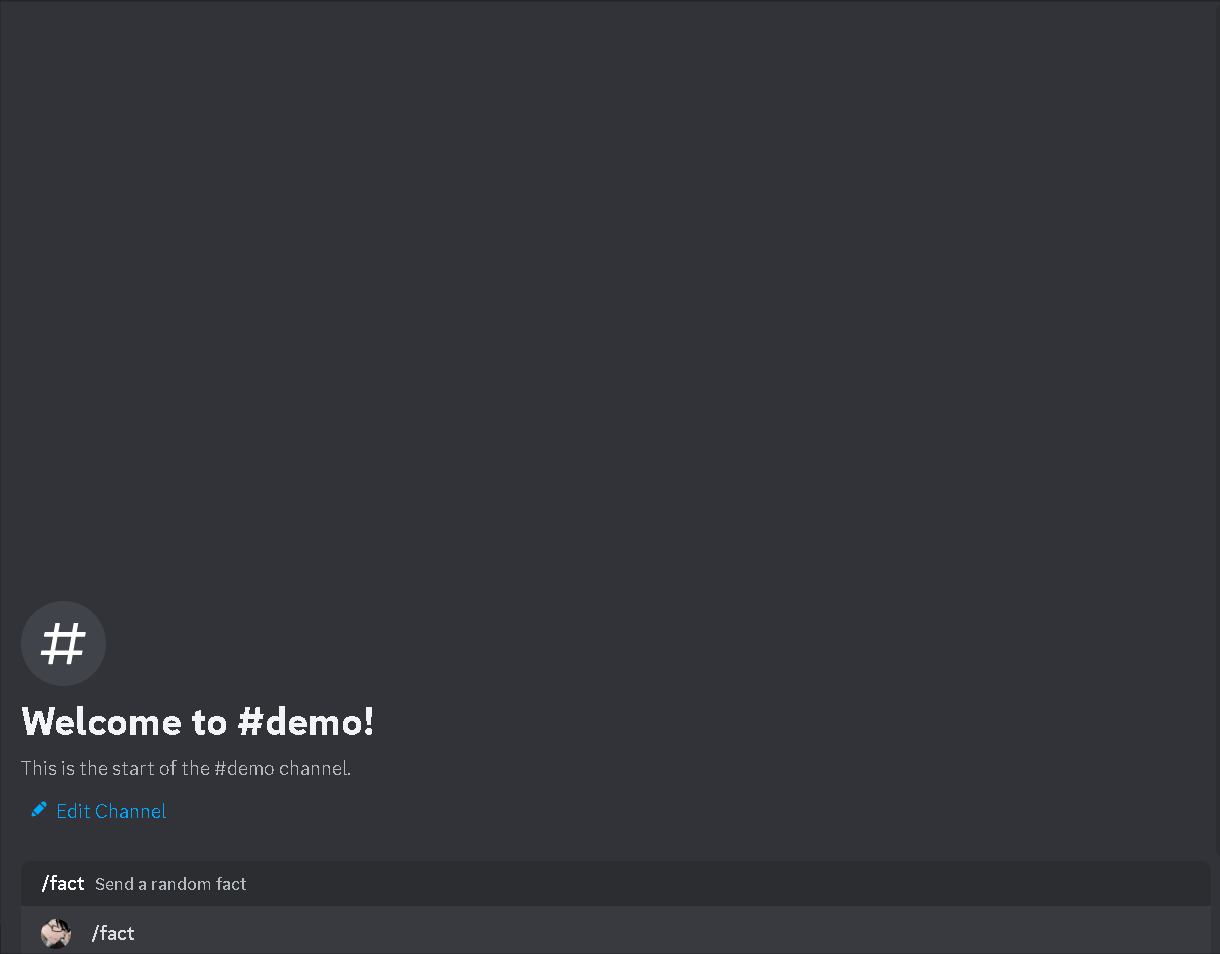 #
Welcome to #demo!
This is the start of the #demo channel.
Edit Channel
/fact Send a random fact
/fact